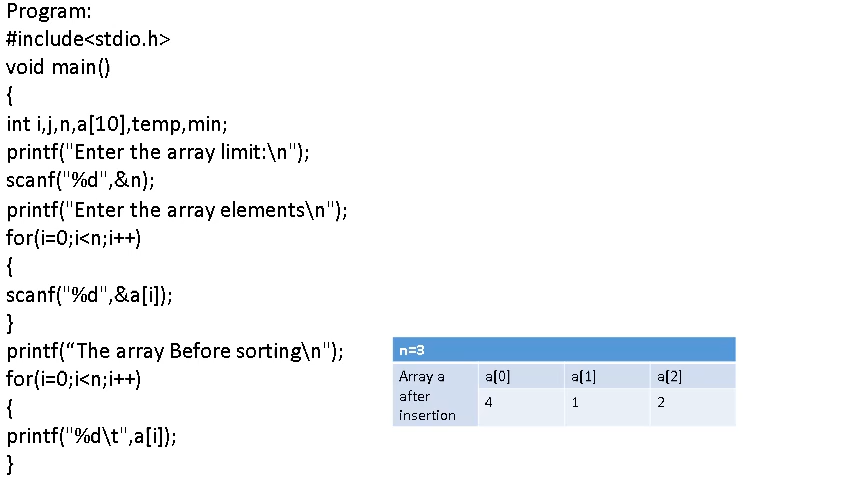 Program:
#include<stdio.h>
void main()
{
int i,j,n,a[10],temp,min;
printf("Enter the array limit:\n");
scanf("%d",&n);
printf("Enter the array elements\n");
for(i=0;i<n;i++)
{
scanf("%d",&a[i]);
}
printf(“The array Before sorting\n");
for(i=0;i<n;i++)
{
printf("%d\t",a[i]);
}
n=3
Array a after insertion
a[0] a[1] a[2]
4 1 2